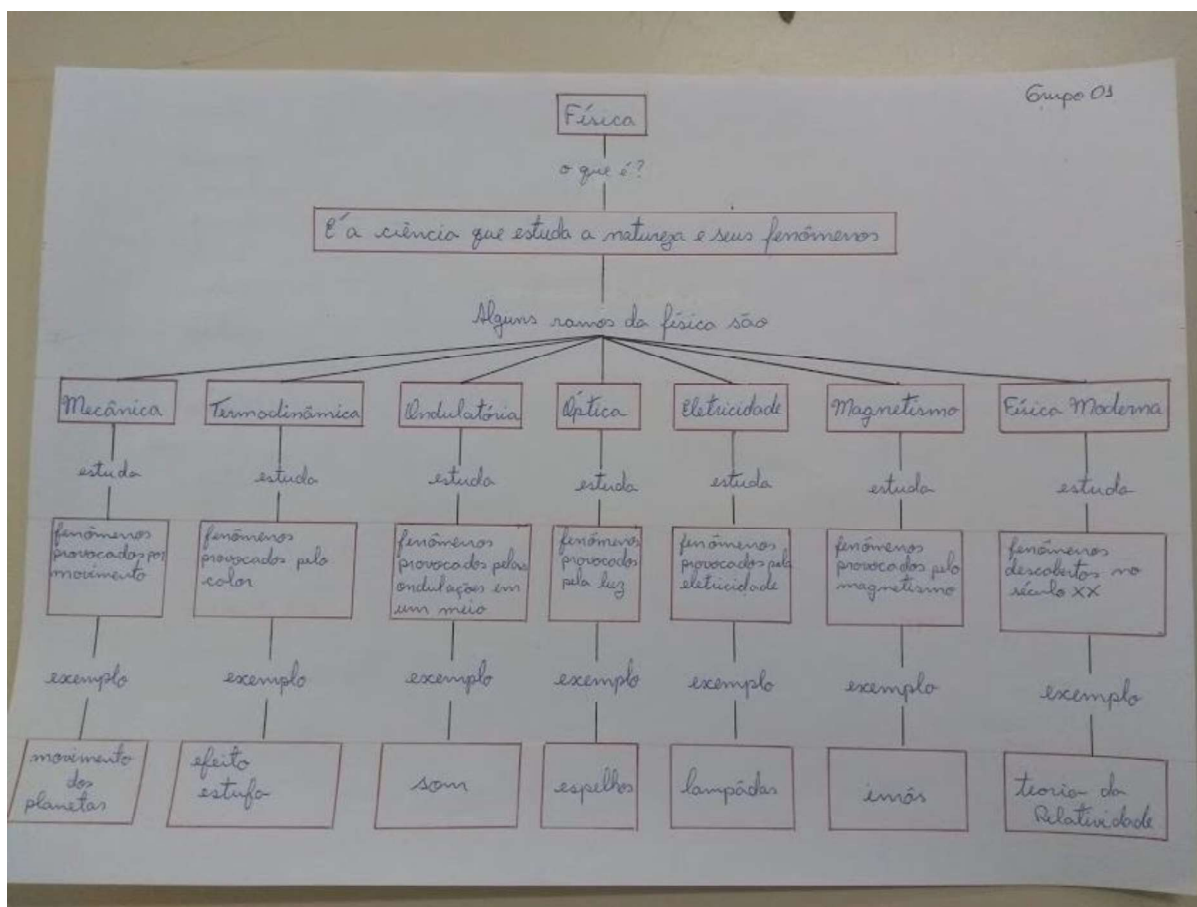 Grupo 01
Física
o que é?
É a ciência que estuda a natureza e seus fenômenos
Alguns ramos da física são
Mecânica
Termodinâmica
Ondulatória
Óptica
Eletricidade
Magnetismo
Física Moderna
estuda
estuda
estuda
estuda
estuda
estuda
estuda
fenômenos
provocados por
movimento
fenômenos
provocados pelo
calor
fenômenos
provocados pelas
ondulações em
um meio
fenômenos
provocados
pela luz
fenômenos
provocados pela
eletricidade
fenômenos
provocados pelo
magnetismo
fenômenos
descobertos no
século XX
exemplo
exemplo
exemplo
exemplo
exemplo
exemplo
exemplo
movimento
dos
planetas
efeito
estufa
som
espelhos
lampádas
imãs
teoria da
Relatividade